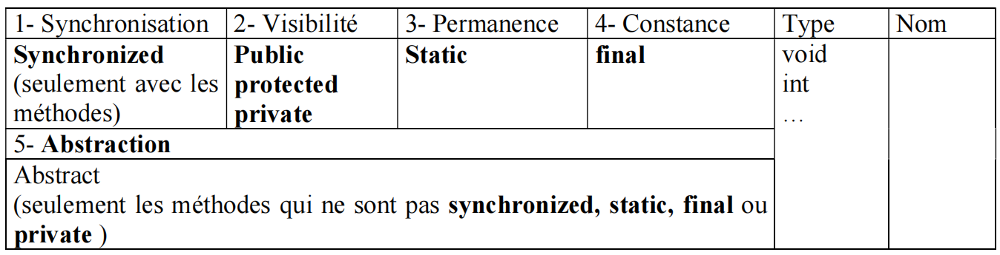 1- Synchronisation 2- Visibilité 3- Permanence 4- Constance Type Nom
Synchronized Public Static final void
(seulement avec les protected int
méthodes) private …
5- Abstraction
Abstract
(seulement les méthodes qui ne sont pas synchronized, static, final ou
private )